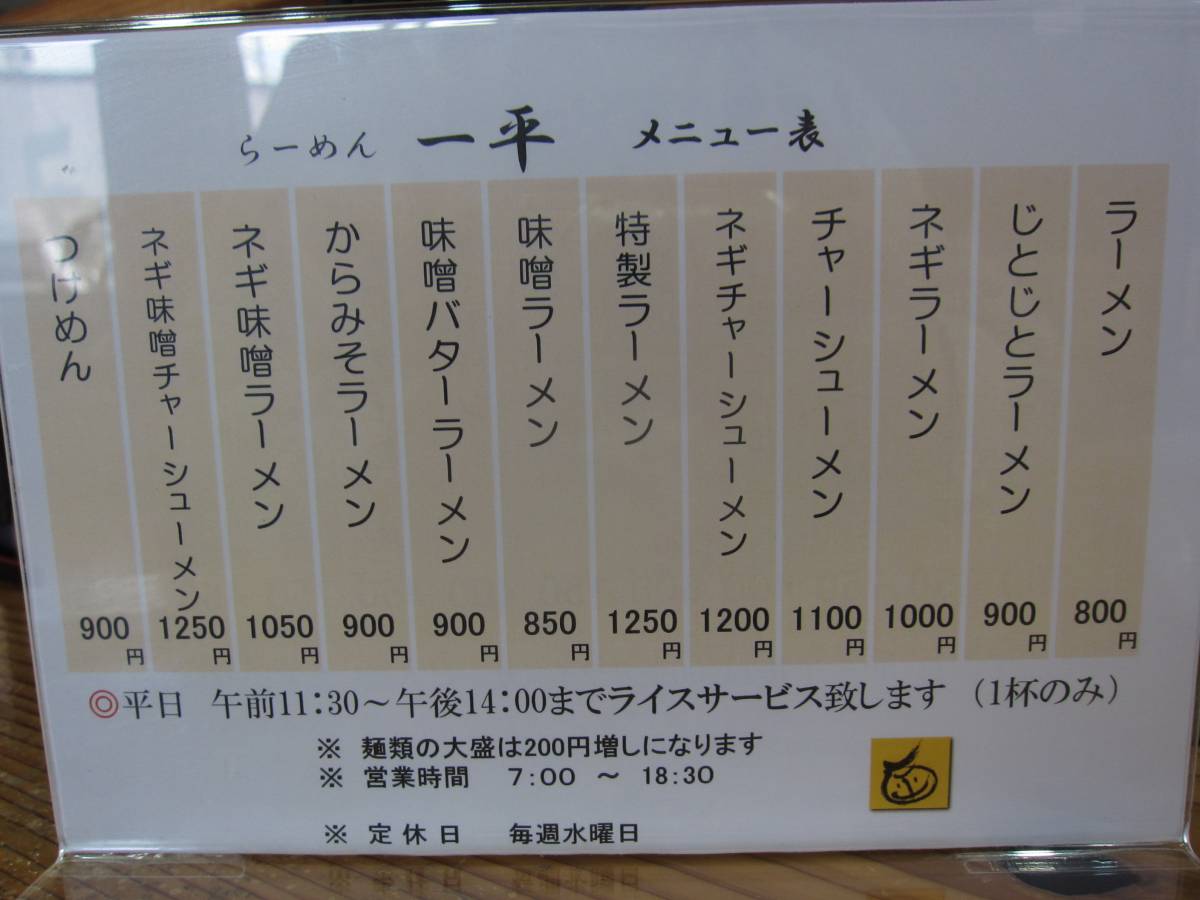 らーめん 一平 メニュー表
ラーメン 800円
じとじとラーメン 900円
ネギラーメン 1000円
チャーシューメン 1100円
ネギチャーシューメン 1200円
特製ラーメン 1250円
味噌ラーメン 850円
味噌バターラーメン 900円
からみそラーメン 900円
ネギ味噌ラーメン 1050円
ネギ味噌チャーシューメン 1250円
つけめん 900円
◎平日 午前11:30～午後14:00までライスサービス致します （1杯のみ）
※ 麺類の大盛は200円増しになります
※ 営業時間 7:00 ～ 18:30
※ 定休日 毎週水曜日